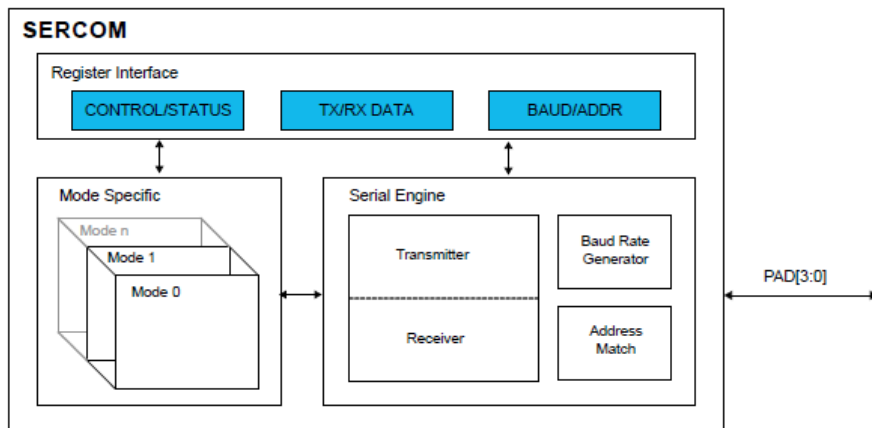 SERCOM
Register Interface
CONTROL/STATUS
TX/RX DATA
BAUD/ADDR
Mode Specific
Mode n
Mode 1
Mode 0
Serial Engine
Transmitter
Receiver
Baud Rate
Generator
Address
Match
PAD[3:0]